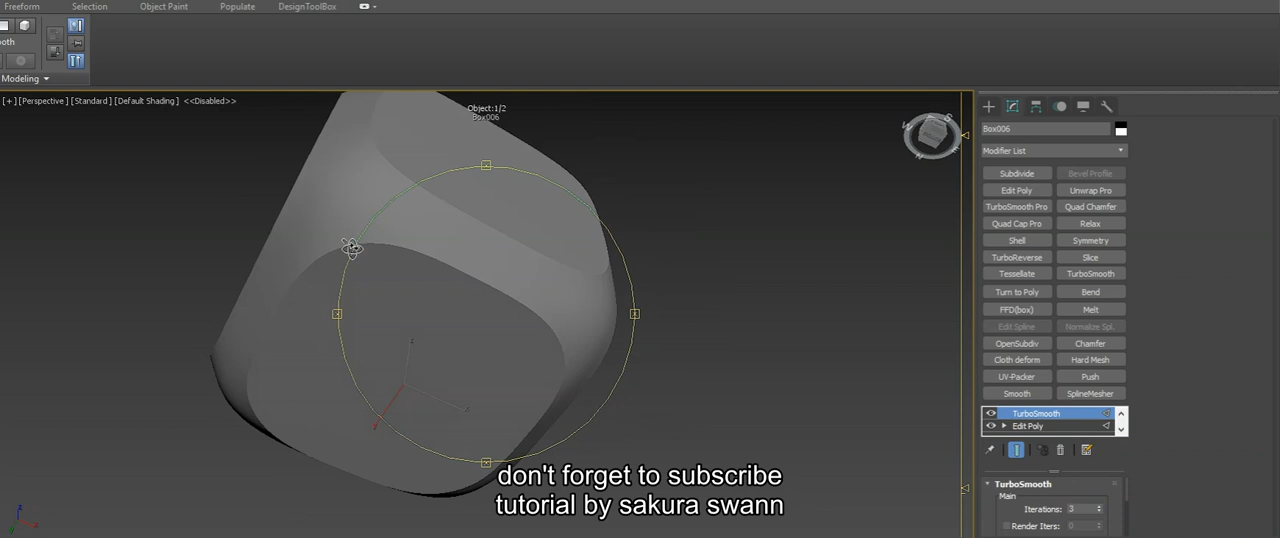 Freeform Selection Object Paint Populate DesignToolBox
Modeling
[+] [Perspective] [Standard] [Default Shading] <<Disabled>>
Object:1/2
Box006
Box006
Modifier List
Subdivide Bevel Profile
Edit Poly Unwrap Pro
TurboSmooth Pro Quad Chamfer
Quad Cap Pro Relax
Shell Symmetry
TurboReverse Slice
Tessellate TurboSmooth
Turn to Poly Bend
FFD(box) Melt
Edit Spline Normalize Spl.
OpenSubdiv Chamfer
Cloth deform Hard Mesh
UV-Packer Push
Smooth SplineMesher
TurboSmooth
Edit Poly
TurboSmooth
Main
Iterations: 3
Render Iters: 0
don't forget to subscribe
tutorial by sakura swann